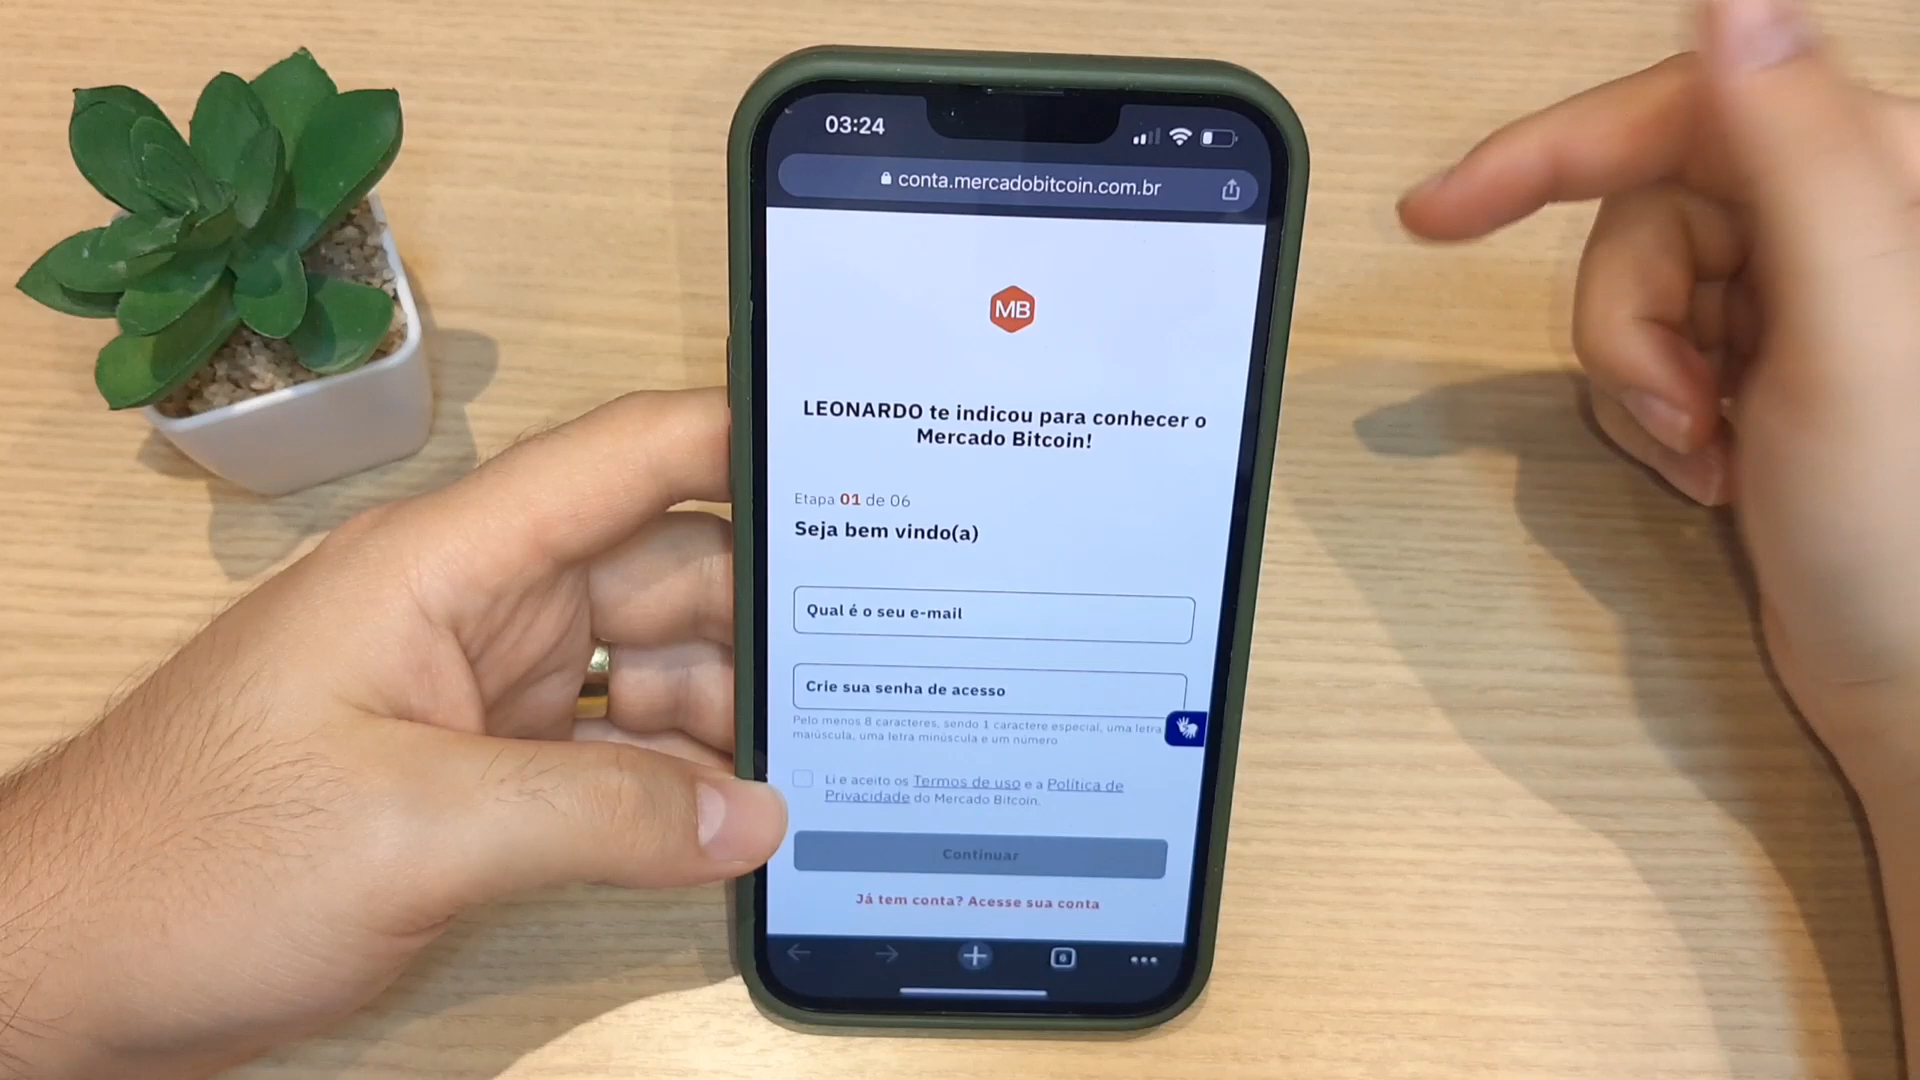 03:24
conta.mercadobitcoin.com.br
MB
LEONARDO te indicou para conhecer o
Mercado Bitcoin!
Etapa 01 de 06
Seja bem vindo(a)
Qual é o seu e-mail
Crie sua senha de acesso
Pelo menos 8 caracteres, sendo 1 caractere especial, uma letra
maiúscula, uma letra minúscula e um número
Li e aceito os Termos de uso e a Política de
Privacidade do Mercado Bitcoin.
Continuar
Já tem conta? Acesse sua conta